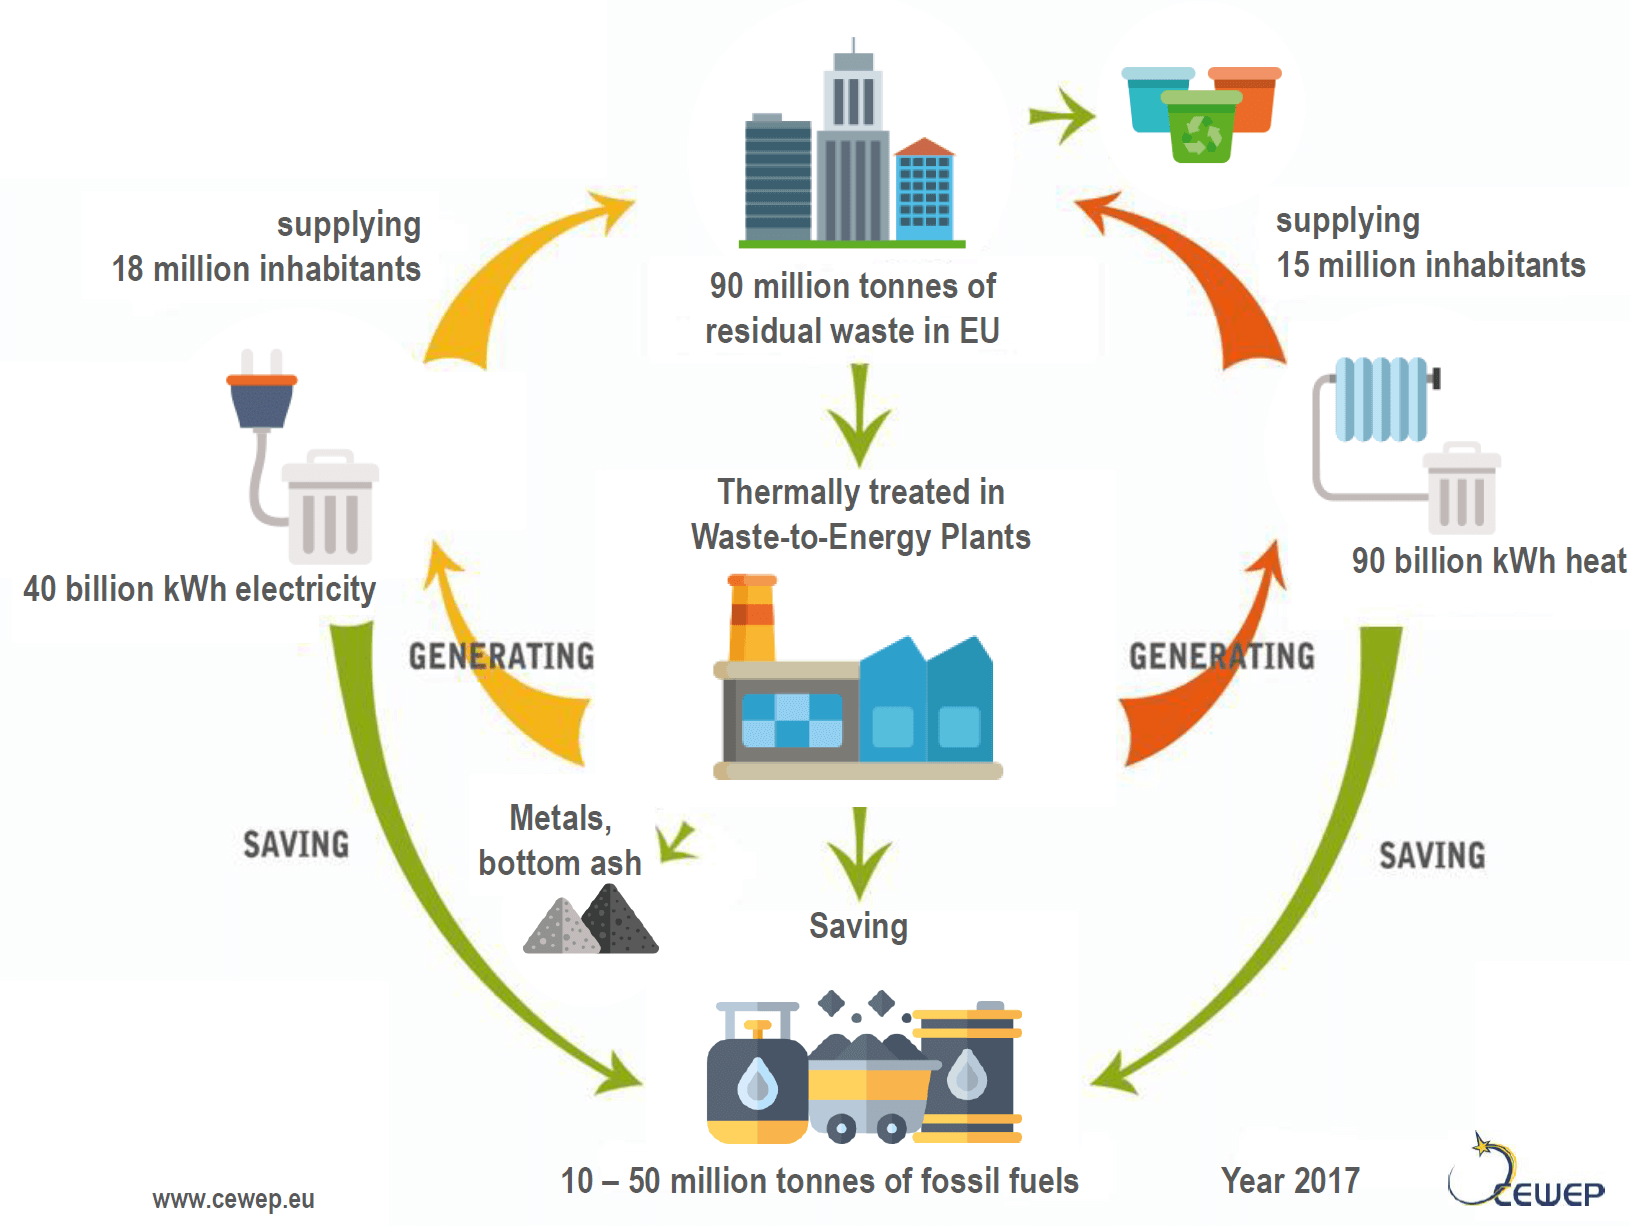 supplying
18 million inhabitants
90 million tonnes of
residual waste in EU
supplying
15 million inhabitants
Thermally treated in
Waste-to-Energy Plants
40 billion kWh electricity
90 billion kWh heat
GENERATING
GENERATING
SAVING
Metals,
bottom ash
SAVING
Saving
10 – 50 million tonnes of fossil fuels
Year 2017
www.cewep.eu
CEWEP